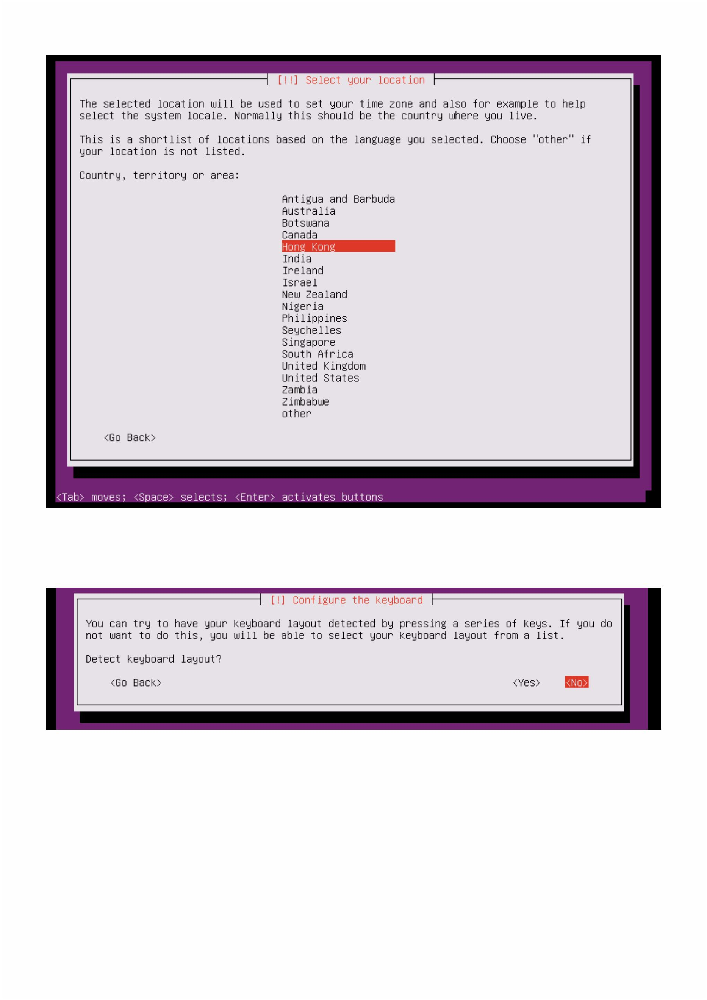 [!!] Select your location
The selected location will be used to set your time zone and also for example to help
select the system locale. Normally this should be the country where you live.
This is a shortlist of locations based on the language you selected. Choose "other" if
your location is not listed.
Country, territory or area:
Antigua and Barbuda
Australia
Botswana
Canada
Hong Kong
India
Ireland
Israel
New Zealand
Nigeria
Philippines
Seychelles
Singapore
South Africa
United Kingdom
United States
Zambia
Zimbabwe
other
<Go Back>
<Tab> moves; <Space> selects; <Enter> activates buttons
[!] Configure the keyboard
You can try to have your keyboard layout detected by pressing a series of keys. If you do
not want to do this, you will be able to select your keyboard layout from a list.
Detect keyboard layout?
<Go Back> <Yes> <No>